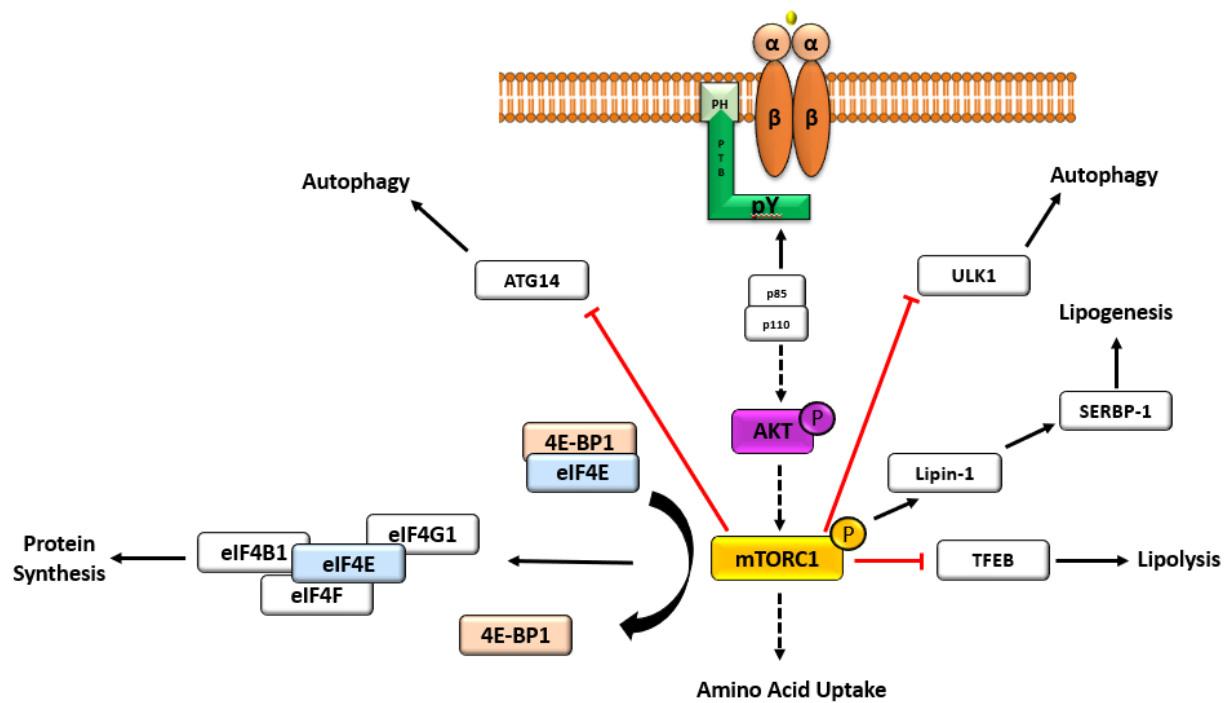 α α
PH
β β
P
T
B
pY
Autophagy
Autophagy
ATG14
ULK1
p85
p110
Lipogenesis
SERBP-1
AKT
P
4E-BP1
eIF4E
Lipin-1
P
mTORC1
TFEB
Lipolysis
eIF4G1
eIF4B1
eIF4E
eIF4F
Protein
Synthesis
4E-BP1
Amino Acid Uptake